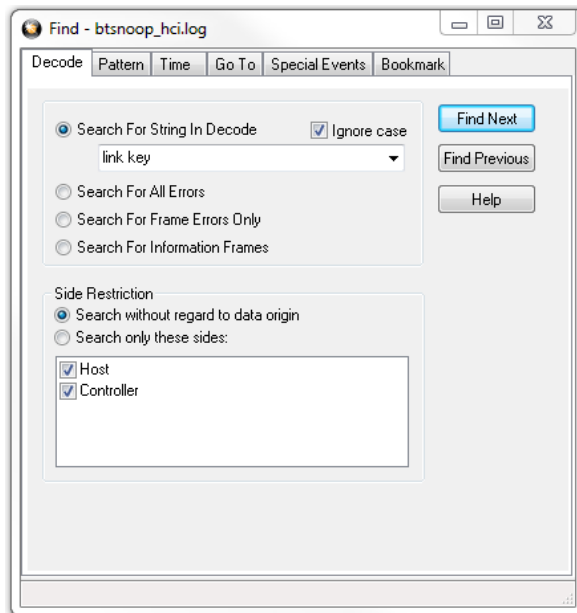 Find - btsnoop_hci.log
Decode Pattern Time Go To Special Events Bookmark
Search For String In Decode Ignore case
link key
Search For All Errors
Search For Frame Errors Only
Search For Information Frames
Find Next
Find Previous
Help
Side Restriction
Search without regard to data origin
Search only these sides:
Host
Controller